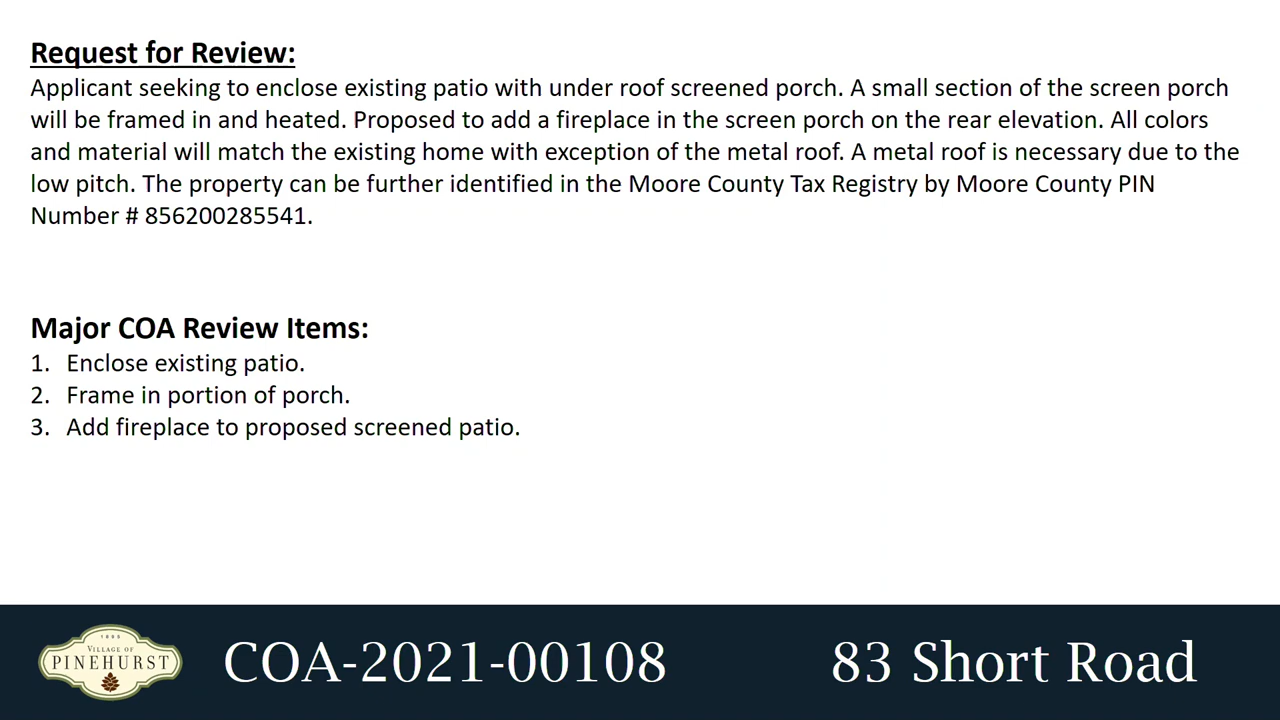 Request for Review:
Applicant seeking to enclose existing patio with under roof screened porch. A small section of the screen porch
will be framed in and heated. Proposed to add a fireplace in the screen porch on the rear elevation. All colors
and material will match the existing home with exception of the metal roof. A metal roof is necessary due to the
low pitch. The property can be further identified in the Moore County Tax Registry by Moore County PIN
Number # 856200285541.
Major COA Review Items:
1. Enclose existing patio.
2. Frame in portion of porch.
3. Add fireplace to proposed screened patio.
1895
VILLAGE OF
PINEHURST
COA-2021-00108
83 Short Road